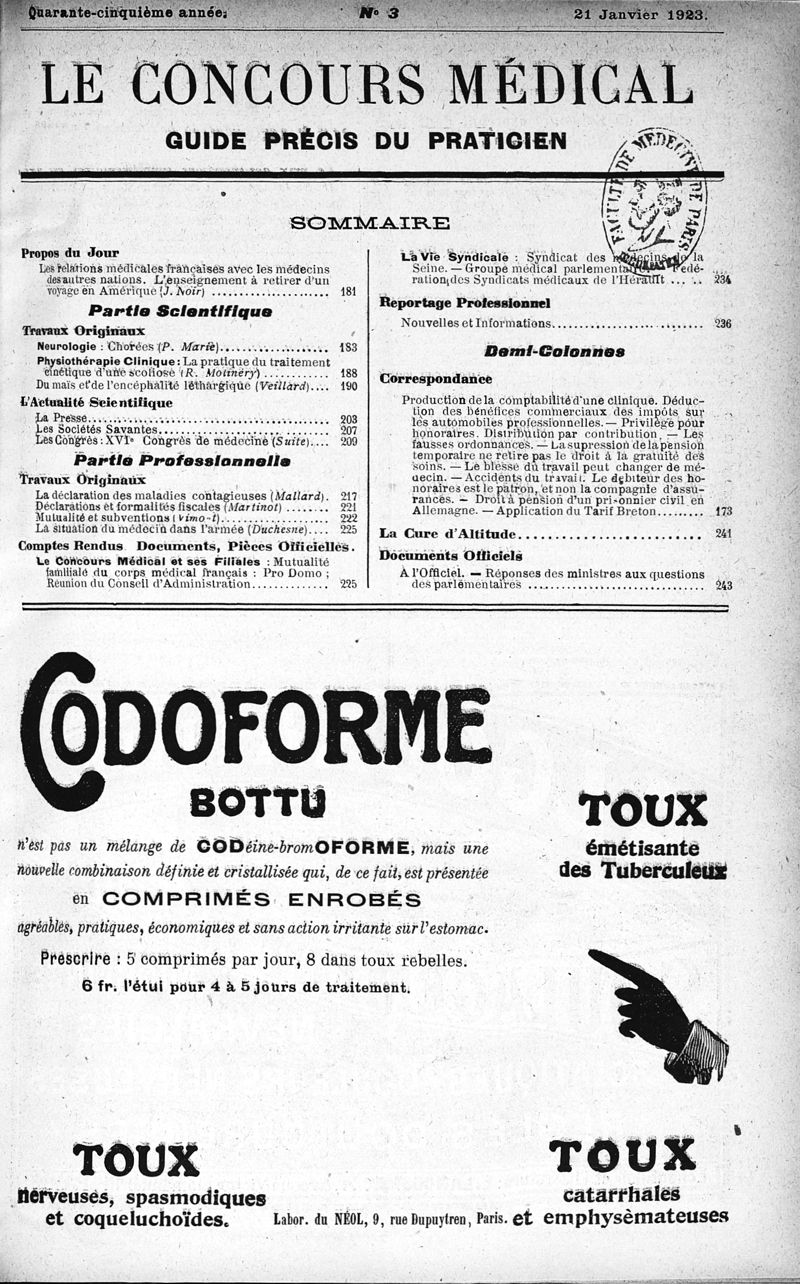 Quarante-cinquième année.
N° 3
21 Janvier 1923.
LE CONCOURS MÉDICAL
GUIDE PRÉCIS DU PRATICIEN
FACULTÉ DE MEDECINE DE PARIS
SOMMAIRE
Propos du Jour
Les relations médicales françaises avec les médecins
des autres nations. L'enseignement à retirer d'un
voyage en Amérique (J. Noir) ..................... 181
Partie Scientifique
Travaux Originaux
Neurologie : Chorées (P. Marie).................... 183
Physiothérapie Clinique : La pratique du traitement
cinétique d'une scoliose (R. Molinéry) ............ 188
Du maïs et de l'encéphalite léthargique (Veillard).... 190
L'Actualité Scientifique
La Presse........................................ 203
Les Sociétés Savantes............................. 207
Les Congrès : XVIe Congrès de médecine (Suite).... 209
Partie Professionnelle
Travaux Originaux
La déclaration des maladies contagieuses (Mallard). 217
Déclarations et formalités fiscales (Martinot) ....... 221
Mutualité et subventions (Vimo-t).................. 222
La situation du médecin dans l'armée (Duchesne).... 225
Comptes Rendus, Documents, Pièces Officielles.
Le Concours Médical et ses Filiales : Mutualité
familiale du corps médical français : Pro Domo ;
Réunion du Conseil d'Administration............. 225
La Vie Syndicale : Syndicat des médecins de la
Seine. — Groupe médical parlementaire. — Fédé-
ration des Syndicats médicaux de l'Hérault ... .. 234
Reportage Professionnel
Nouvelles et Informations........................ 236
Demi-Colonnes
Correspondance
Production de la comptabilité d'une clinique. Déduc-
tion des bénéfices commerciaux des impôts sur
les automobiles professionnelles. — Privilège pour
honoraires. Distribution par contribution. — Les
fausses ordonnances. — La supression de la pension
temporaire ne retire pas le droit à la gratuité des
soins. — Le blessé du travail peut changer de mé-
decin. — Accidents du travail. Le débiteur des ho-
noraires est le patron, et non la compagnie d'assu-
rances. — Droit à pension d'un prisonnier civil en
Allemagne. — Application du Tarif Breton......... 173
La Cure d'Altitude............................ 241
Documents Officiels
À l'Officiel. — Réponses des ministres aux questions
des parlémentaires ............................ 243
CODOFORME
BOTTU
n'est pas un mélange de CODéine-bromOFORME, mais une
nouvelle combinaison définie et cristallisée qui, de ce fait, est présentée
en COMPRIMÉS ENROBÉS
agréables, pratiques, économiques et sans action irritante sur l'estomac.
Prescrire : 5 comprimés par jour, 8 dans toux rebelles.
6 fr. l'étui pour 4 à 5 jours de traitement.
TOUX
émétisante
des Tuberculeux
TOUX
nerveuses, spasmodiques
et coqueluchoïdes.
TOUX
catarrhales
et emphysèmateuses
Labor. du NÉOL, 9, rue Dupuytren, Paris.